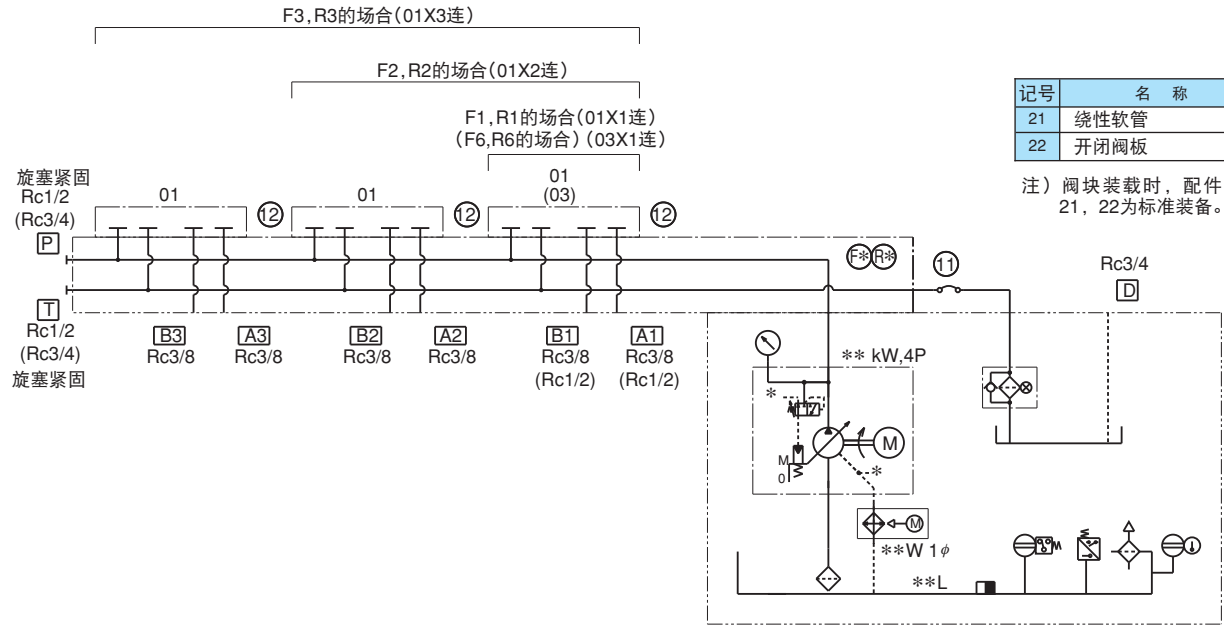 F3,R3的场合(01X3连)
F2,R2的场合(01X2连)
F1,R1的场合(01X1连)
(F6,R6的场合) (03X1连)
记号 名 称
21 绕性软管
22 开闭阀板
注) 阀块装载时, 配件
21, 22为标准装备。
旋塞紧固
Rc1/2
(Rc3/4)
P
01
12
01
12
01
(03)
12
F* R*
11
Rc3/4
D
T
Rc1/2
(Rc3/4)
旋塞紧固
B3
Rc3/8
A3
Rc3/8
B2
Rc3/8
A2
Rc3/8
B1
Rc3/8
(Rc1/2)
A1
Rc3/8
(Rc1/2)
** kW,4P
*
M
M
0
*
M
**W 1φ
**L